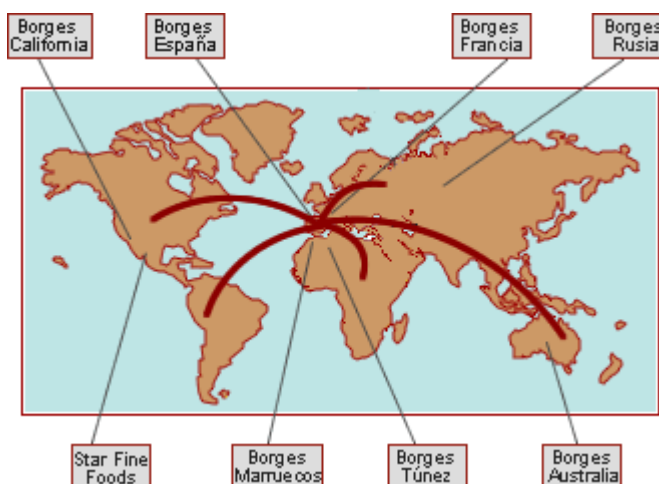 Borges
California
Borges
España
Borges
Francia
Borges
Rusia
Star Fine
Foods
Borges
Marruecos
Borges
Túnez
Borges
Australia